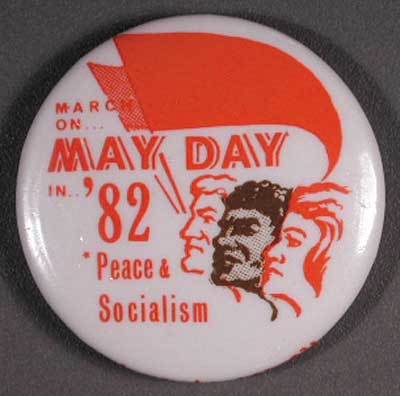 MARCH
ON...
MAY DAY
IN..'82
*Peace &
Socialism